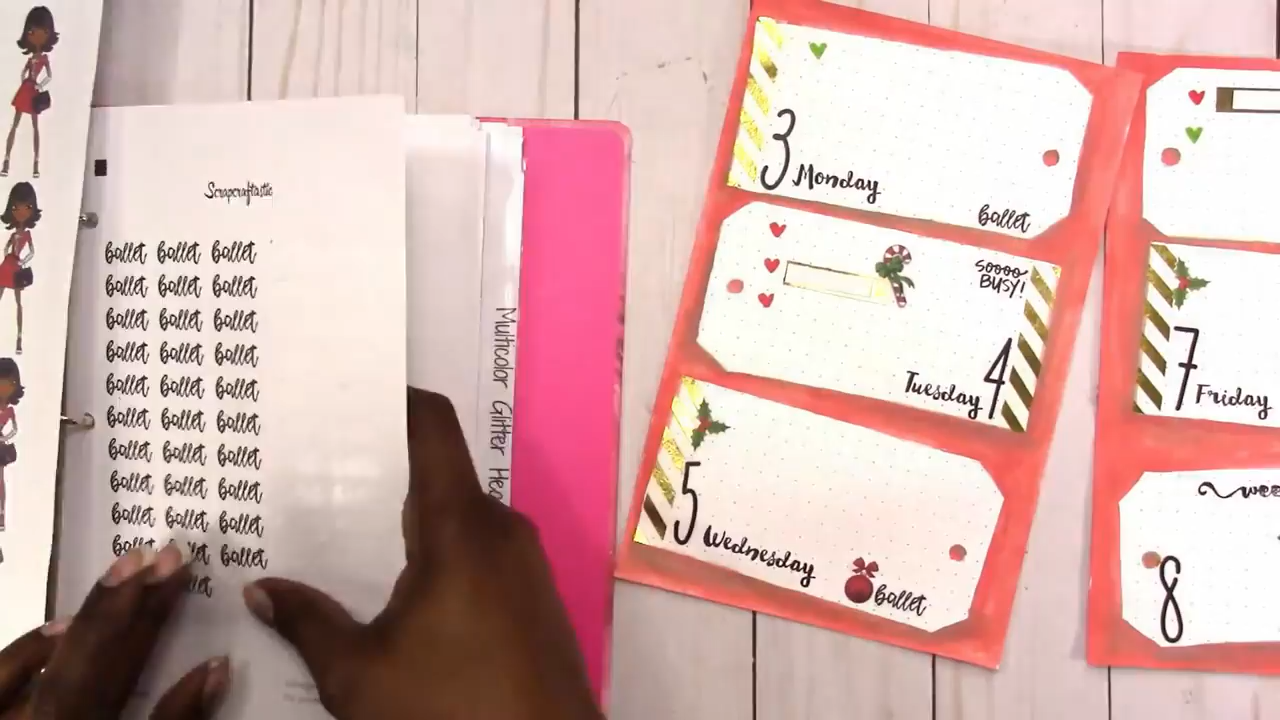 Scrapcraftastic
ballet ballet ballet
ballet ballet ballet
ballet ballet ballet
ballet ballet ballet
ballet ballet ballet
ballet ballet ballet
ballet ballet ballet
ballet ballet ballet
ballet ballet ballet
ballet
Multicolor Glitter
3 Monday
ballet
Soooo
BUSY!
Tuesday 4
5 Wednesday
ballet
7 Friday
8